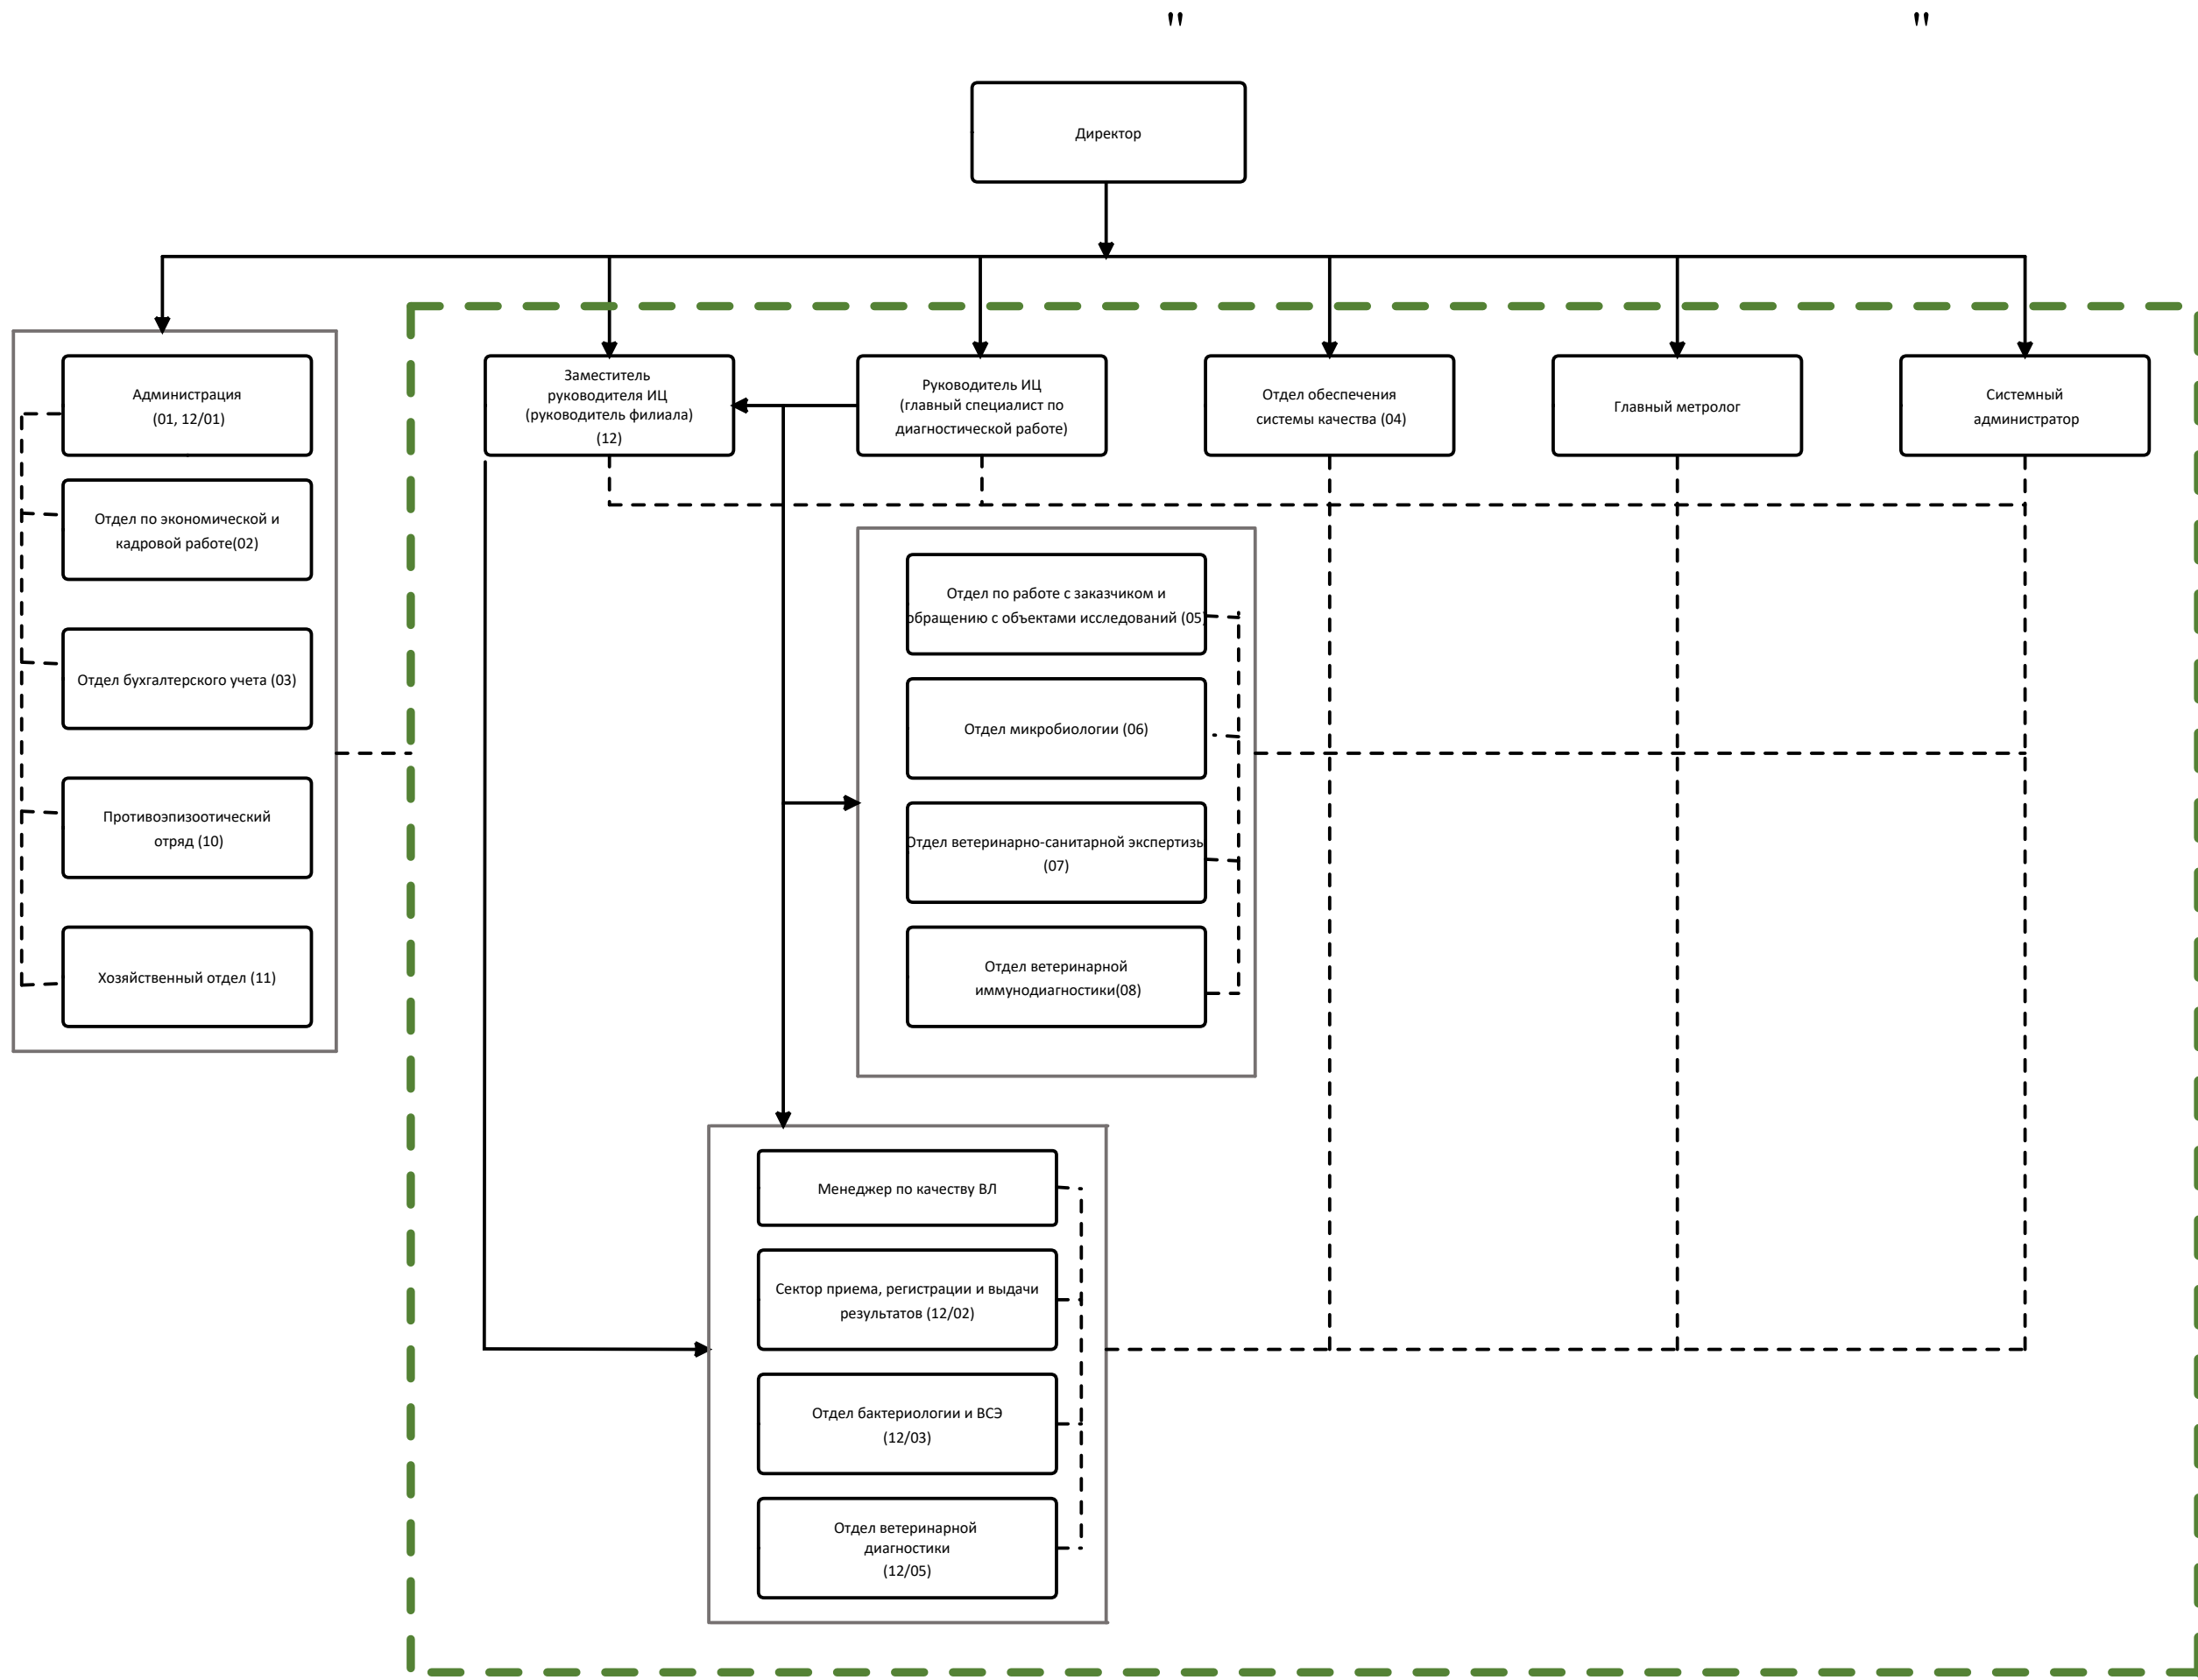 " "
Директор
Администрация
(01, 12/01)
Отдел по экономической и
кадровой работе(02)
Отдел бухгалтерского учета (03)
Противоэпизоотический
отряд (10)
Хозяйственный отдел (11)
Заместитель
руководителя ИЦ
(руководитель филиала)
(12)
Руководитель ИЦ
(главный специалист по
диагностической работе)
Отдел обеспечения
системы качества (04)
Главный метролог
Системный
администратор
Отдел по работе с заказчиком и
обращению с объектами исследований (05)
Отдел микробиологии (06)
Отдел ветеринарно-санитарной экспертизы
(07)
Отдел ветеринарной
иммунодиагностики(08)
Менеджер по качеству ВЛ
Сектор приема, регистрации и выдачи
результатов (12/02)
Отдел бактериологии и ВСЭ
(12/03)
Отдел ветеринарной
диагностики
(12/05)